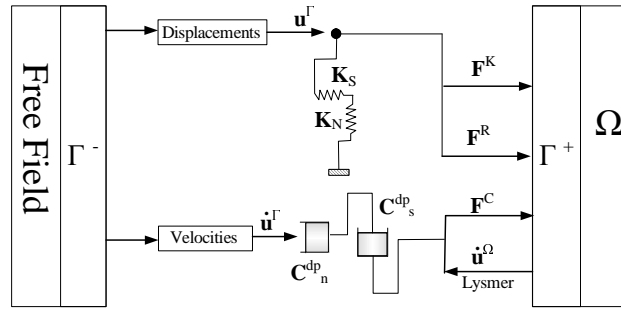 Free Field
Γ -
Displacements
u^Γ
K_S
K_N
F^K
F^R
Γ +
Ω
Velocities
u̇^Γ
C^dp_n
C^dp_s
F^C
u̇^Ω
Lysmer